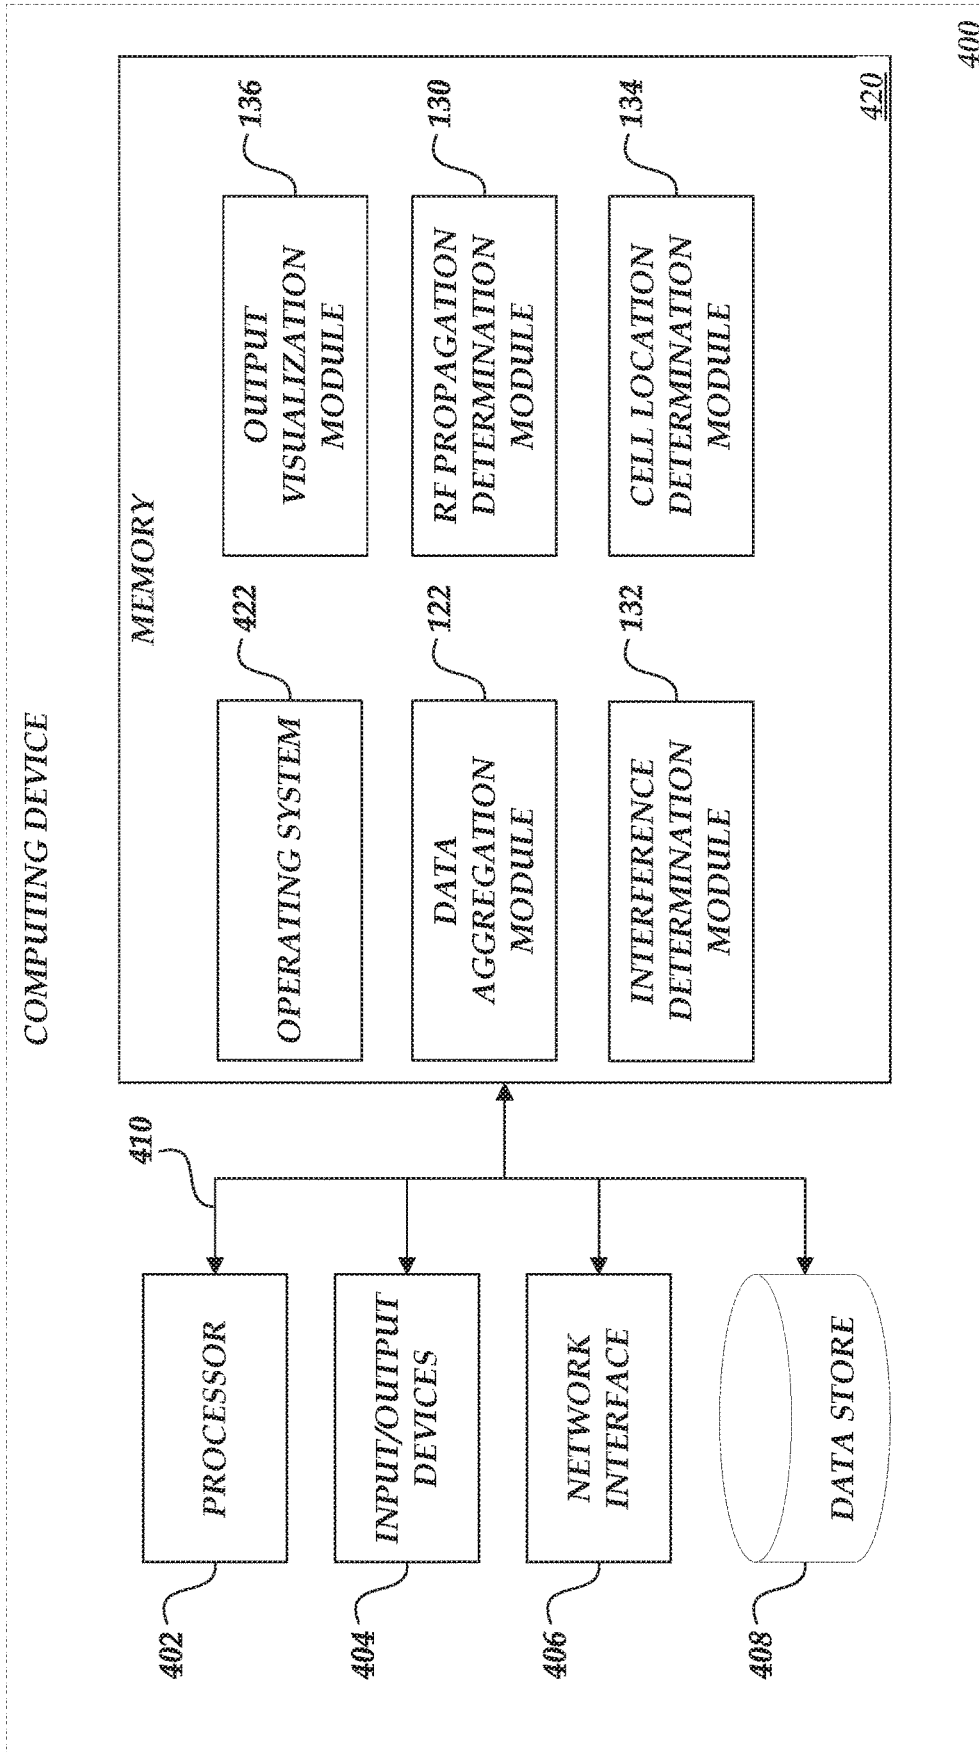 COMPUTING DEVICE
402
PROCESSOR
410
404
INPUT/OUTPUT
DEVICES
406
NETWORK
INTERFACE
408
DATA STORE
MEMORY
OPERATING SYSTEM
422
OUTPUT
VISUALIZATION
MODULE
136
DATA
AGGREGATION
MODULE
122
RF PROPAGATION
DETERMINATION
MODULE
130
INTERFERENCE
DETERMINATION
MODULE
132
CELL LOCATION
DETERMINATION
MODULE
134
420
400